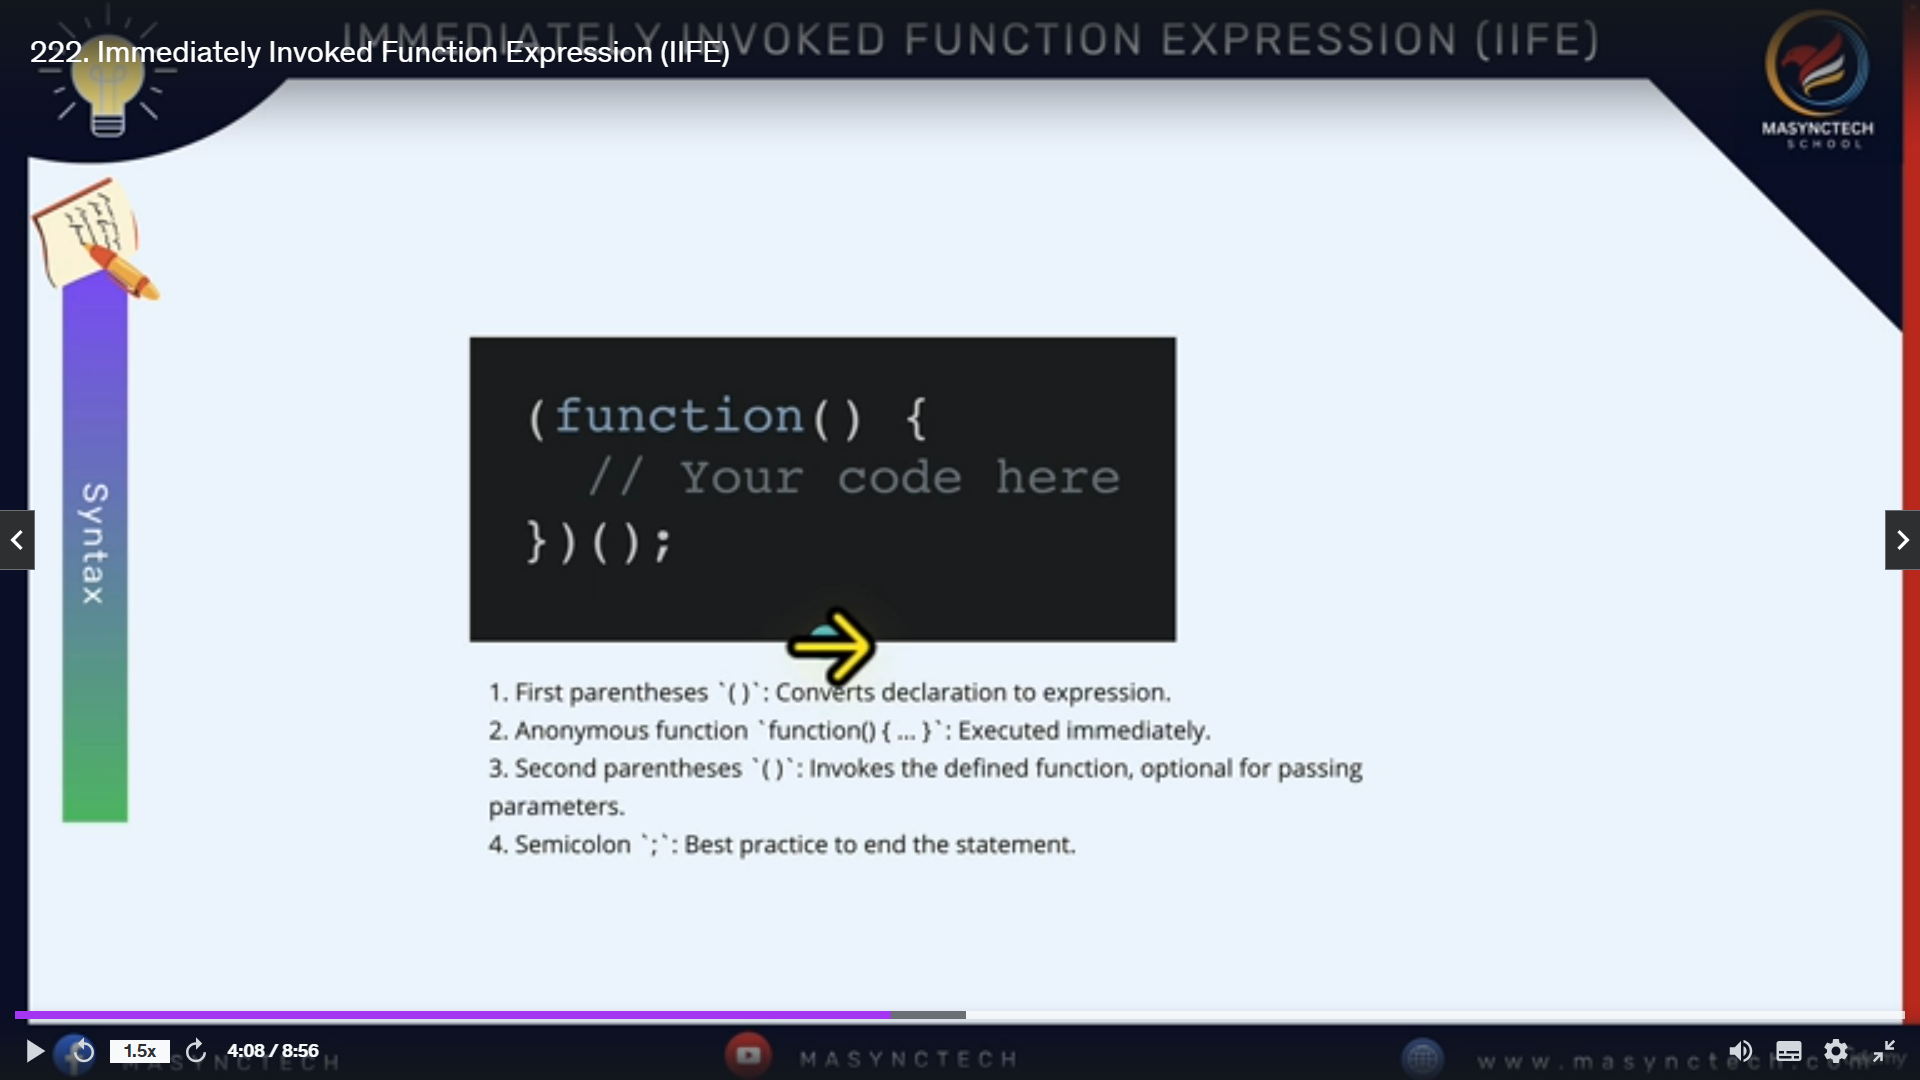 IMMEDIATELY INVOKED FUNCTION EXPRESSION (IIFE)
222. Immediately Invoked Function Expression (IIFE)
MASYNCTECH
SCHOOL
Syntax
(function() {
// Your code here
})();
1. First parentheses `( )`: Converts declaration to expression.
2. Anonymous function `function() { ... }`: Executed immediately.
3. Second parentheses `( )`: Invokes the defined function, optional for passing
parameters.
4. Semicolon `;`: Best practice to end the statement.
1.5x
4:08 / 8:56
MASYNCTECH
MASYNCTECH
www.masynctech.com